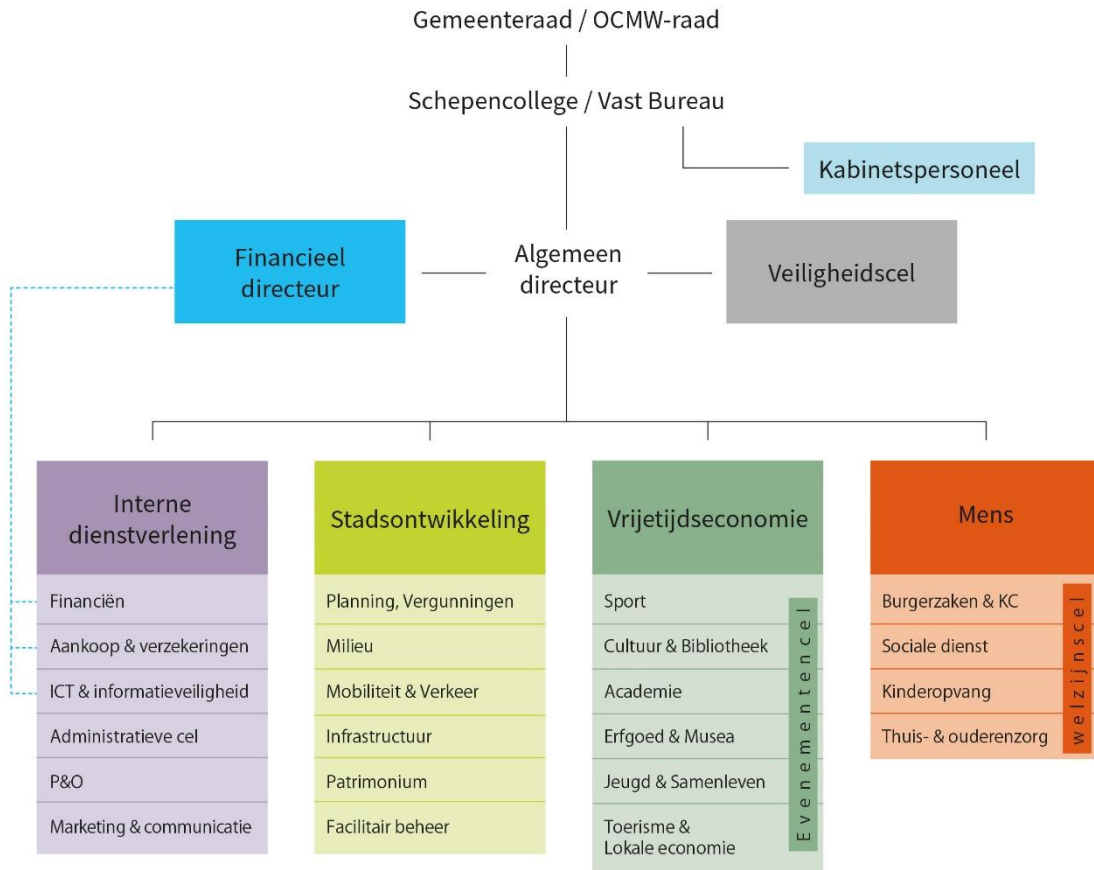 Gemeenteraad / OCMW-raad
Schepencollege / Vast Bureau
Kabinetspersoneel
Financieel
directeur
Algemeen
directeur
Veiligheidscel
Interne
dienstverlening
Financiën
Aankoop & verzekeringen
ICT & informatieveiligheid
Administratieve cel
P&O
Marketing & communicatie
Stadsontwikkeling
Planning, Vergunningen
Milieu
Mobiliteit & Verkeer
Infrastructuur
Patrimonium
Facilitair beheer
Vrijetijdseconomie
Sport
Cultuur & Bibliotheek
Academie
Erfgoed & Musea
Jeugd & Samenleven
Toerisme &
Lokale economie
Evenementencel
Mens
Burgerzaken & KC
Sociale dienst
Kinderopvang
Thuis- & ouderenzorg
welzijnscel